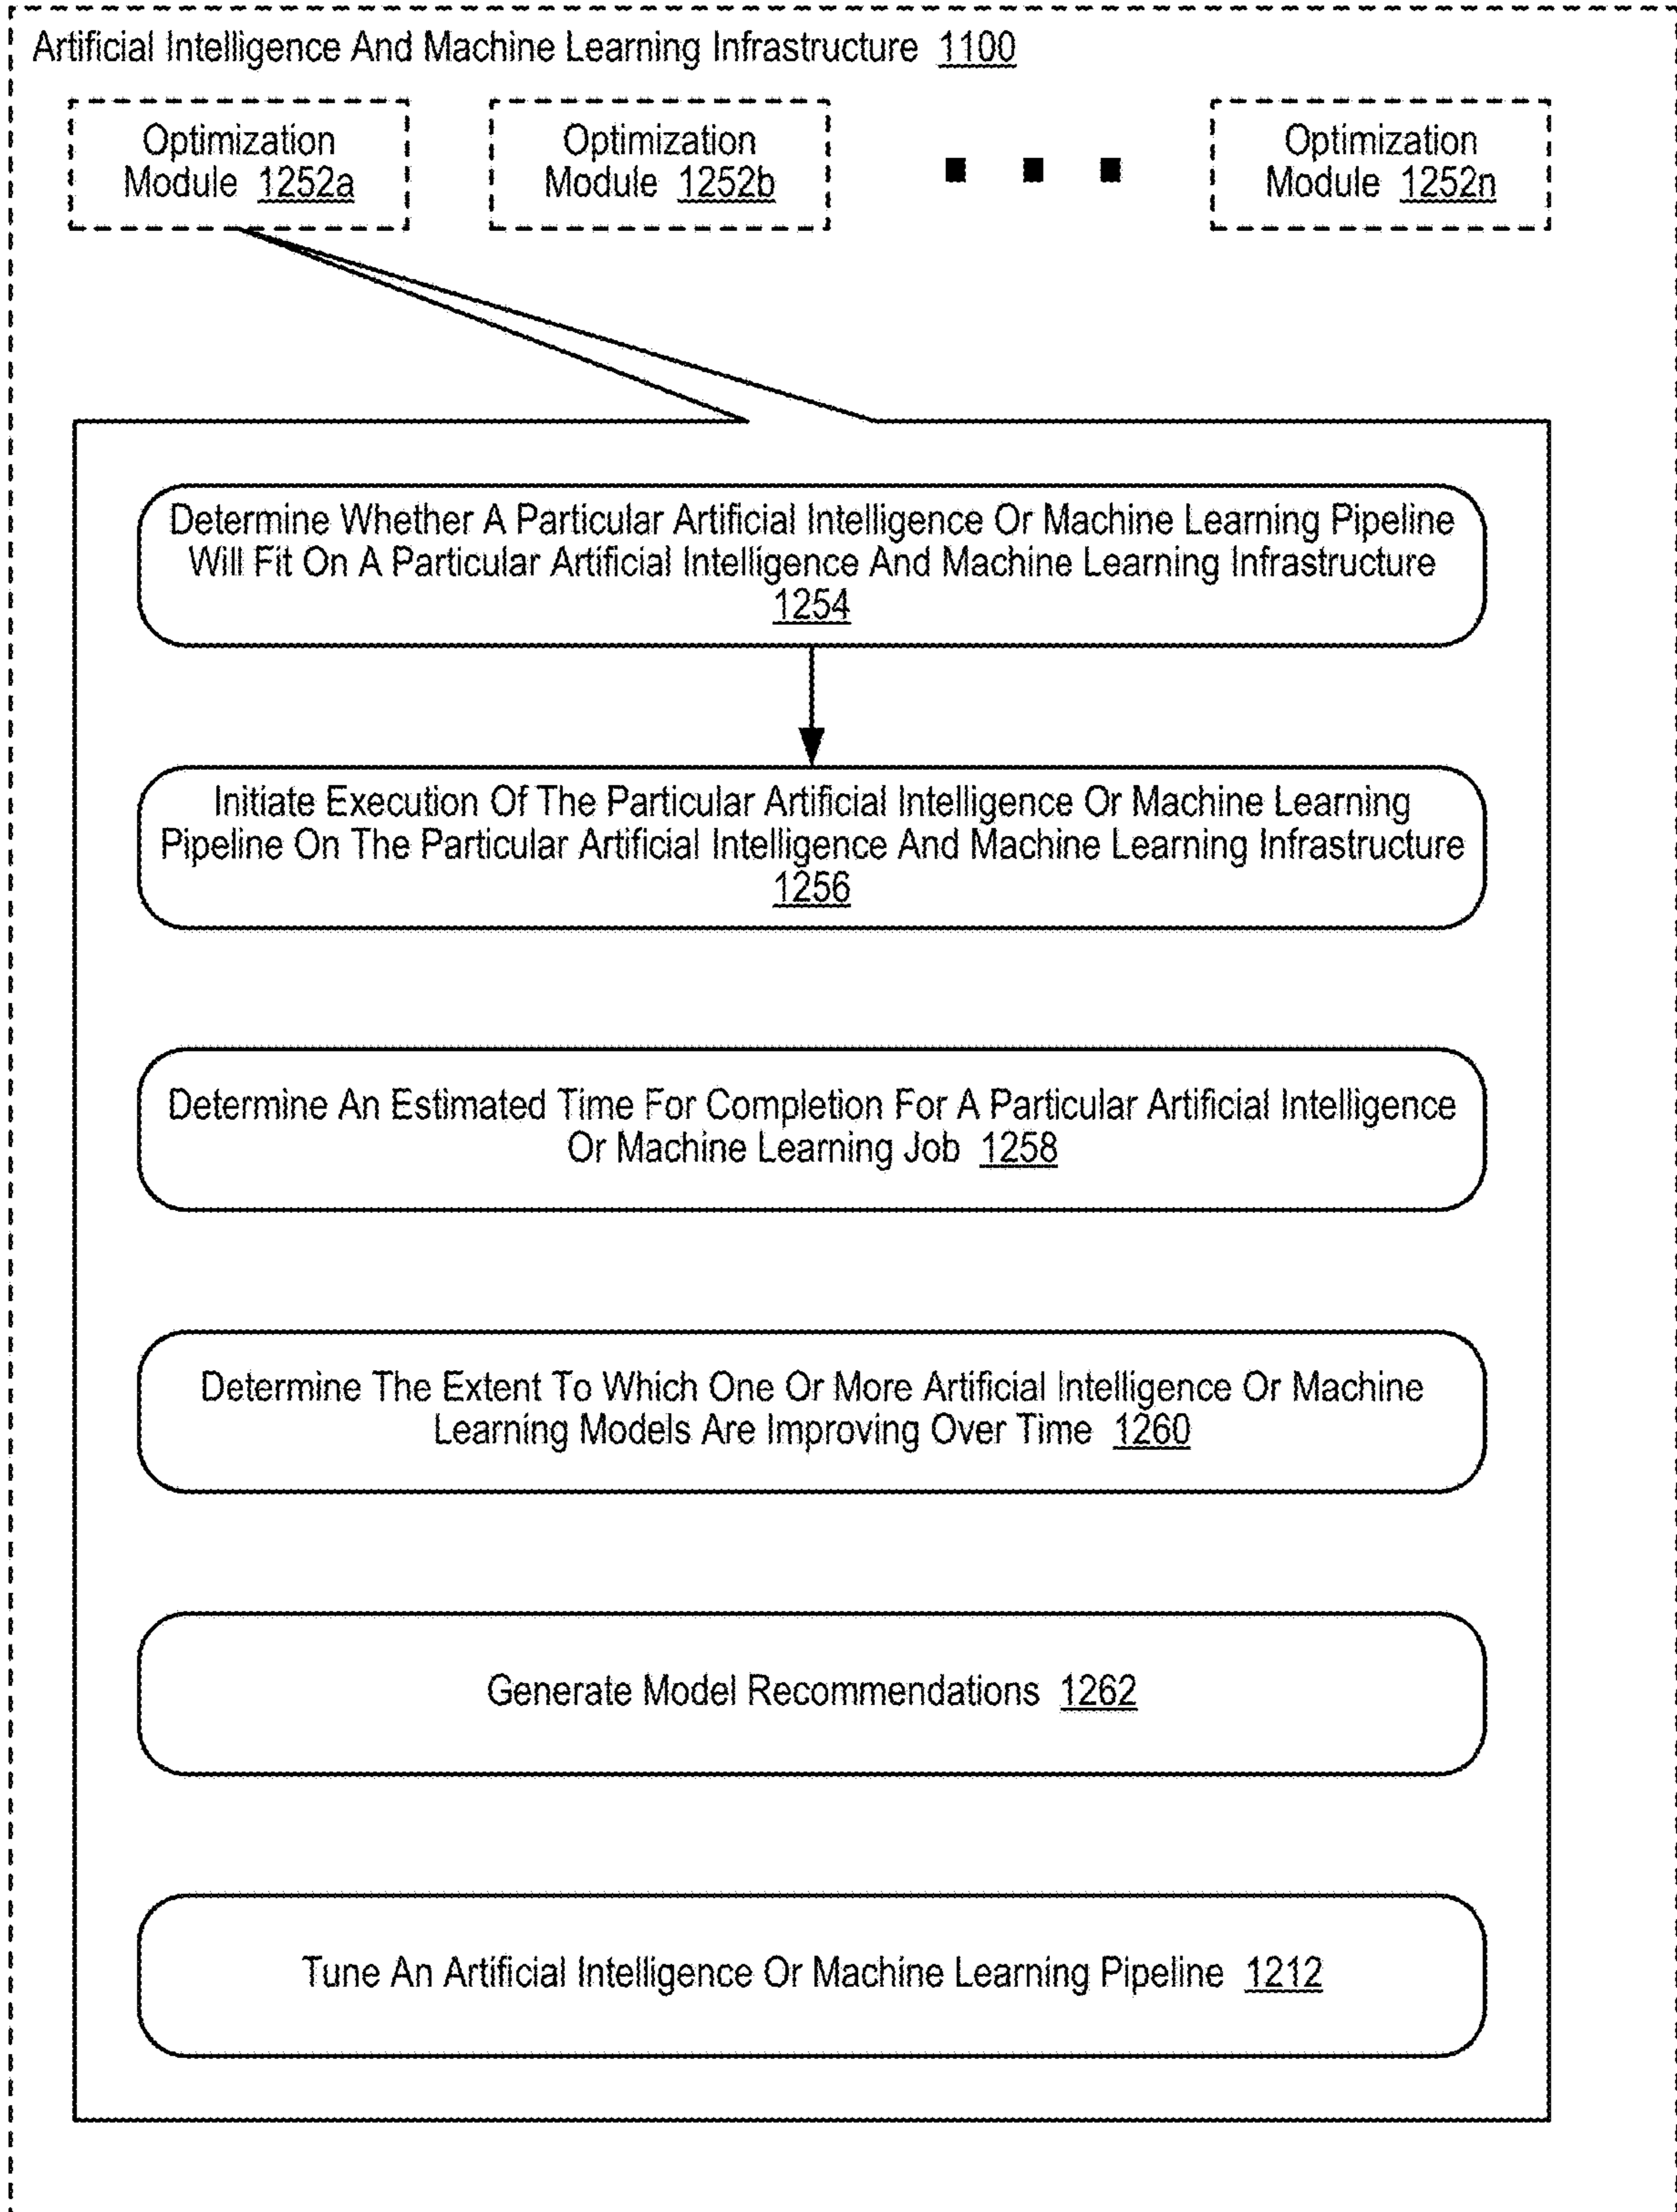 Artificial Intelligence And Machine Learning Infrastructure 1100
Optimization
Module 1252a
Optimization
Module 1252b
Optimization
Module 1252n
Determine Whether A Particular Artificial Intelligence Or Machine Learning Pipeline
Will Fit On A Particular Artificial Intelligence And Machine Learning Infrastructure
1254
Initiate Execution Of The Particular Artificial Intelligence Or Machine Learning
Pipeline On The Particular Artificial Intelligence And Machine Learning Infrastructure
1256
Determine An Estimated Time For Completion For A Particular Artificial Intelligence
Or Machine Learning Job 1258
Determine The Extent To Which One Or More Artificial Intelligence Or Machine
Learning Models Are Improving Over Time 1260
Generate Model Recommendations 1262
Tune An Artificial Intelligence Or Machine Learning Pipeline 1212